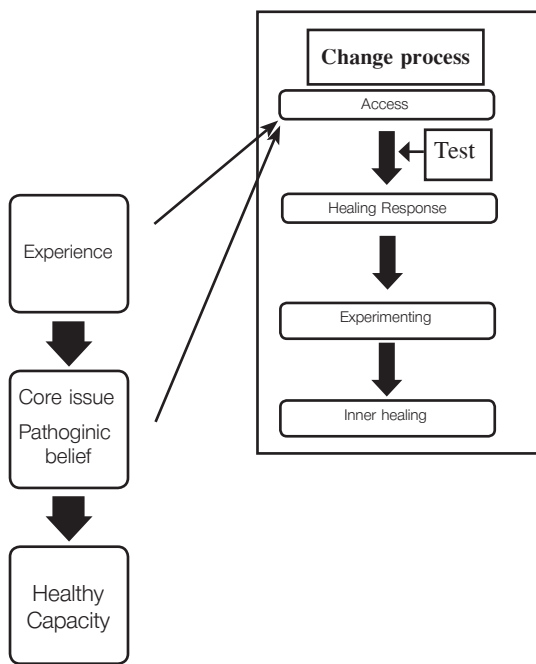 Change process
Access
Test
Healing Response
Experimenting
Inner healing
Experience
Core issue
Pathoginic
belief
Healthy
Capacity